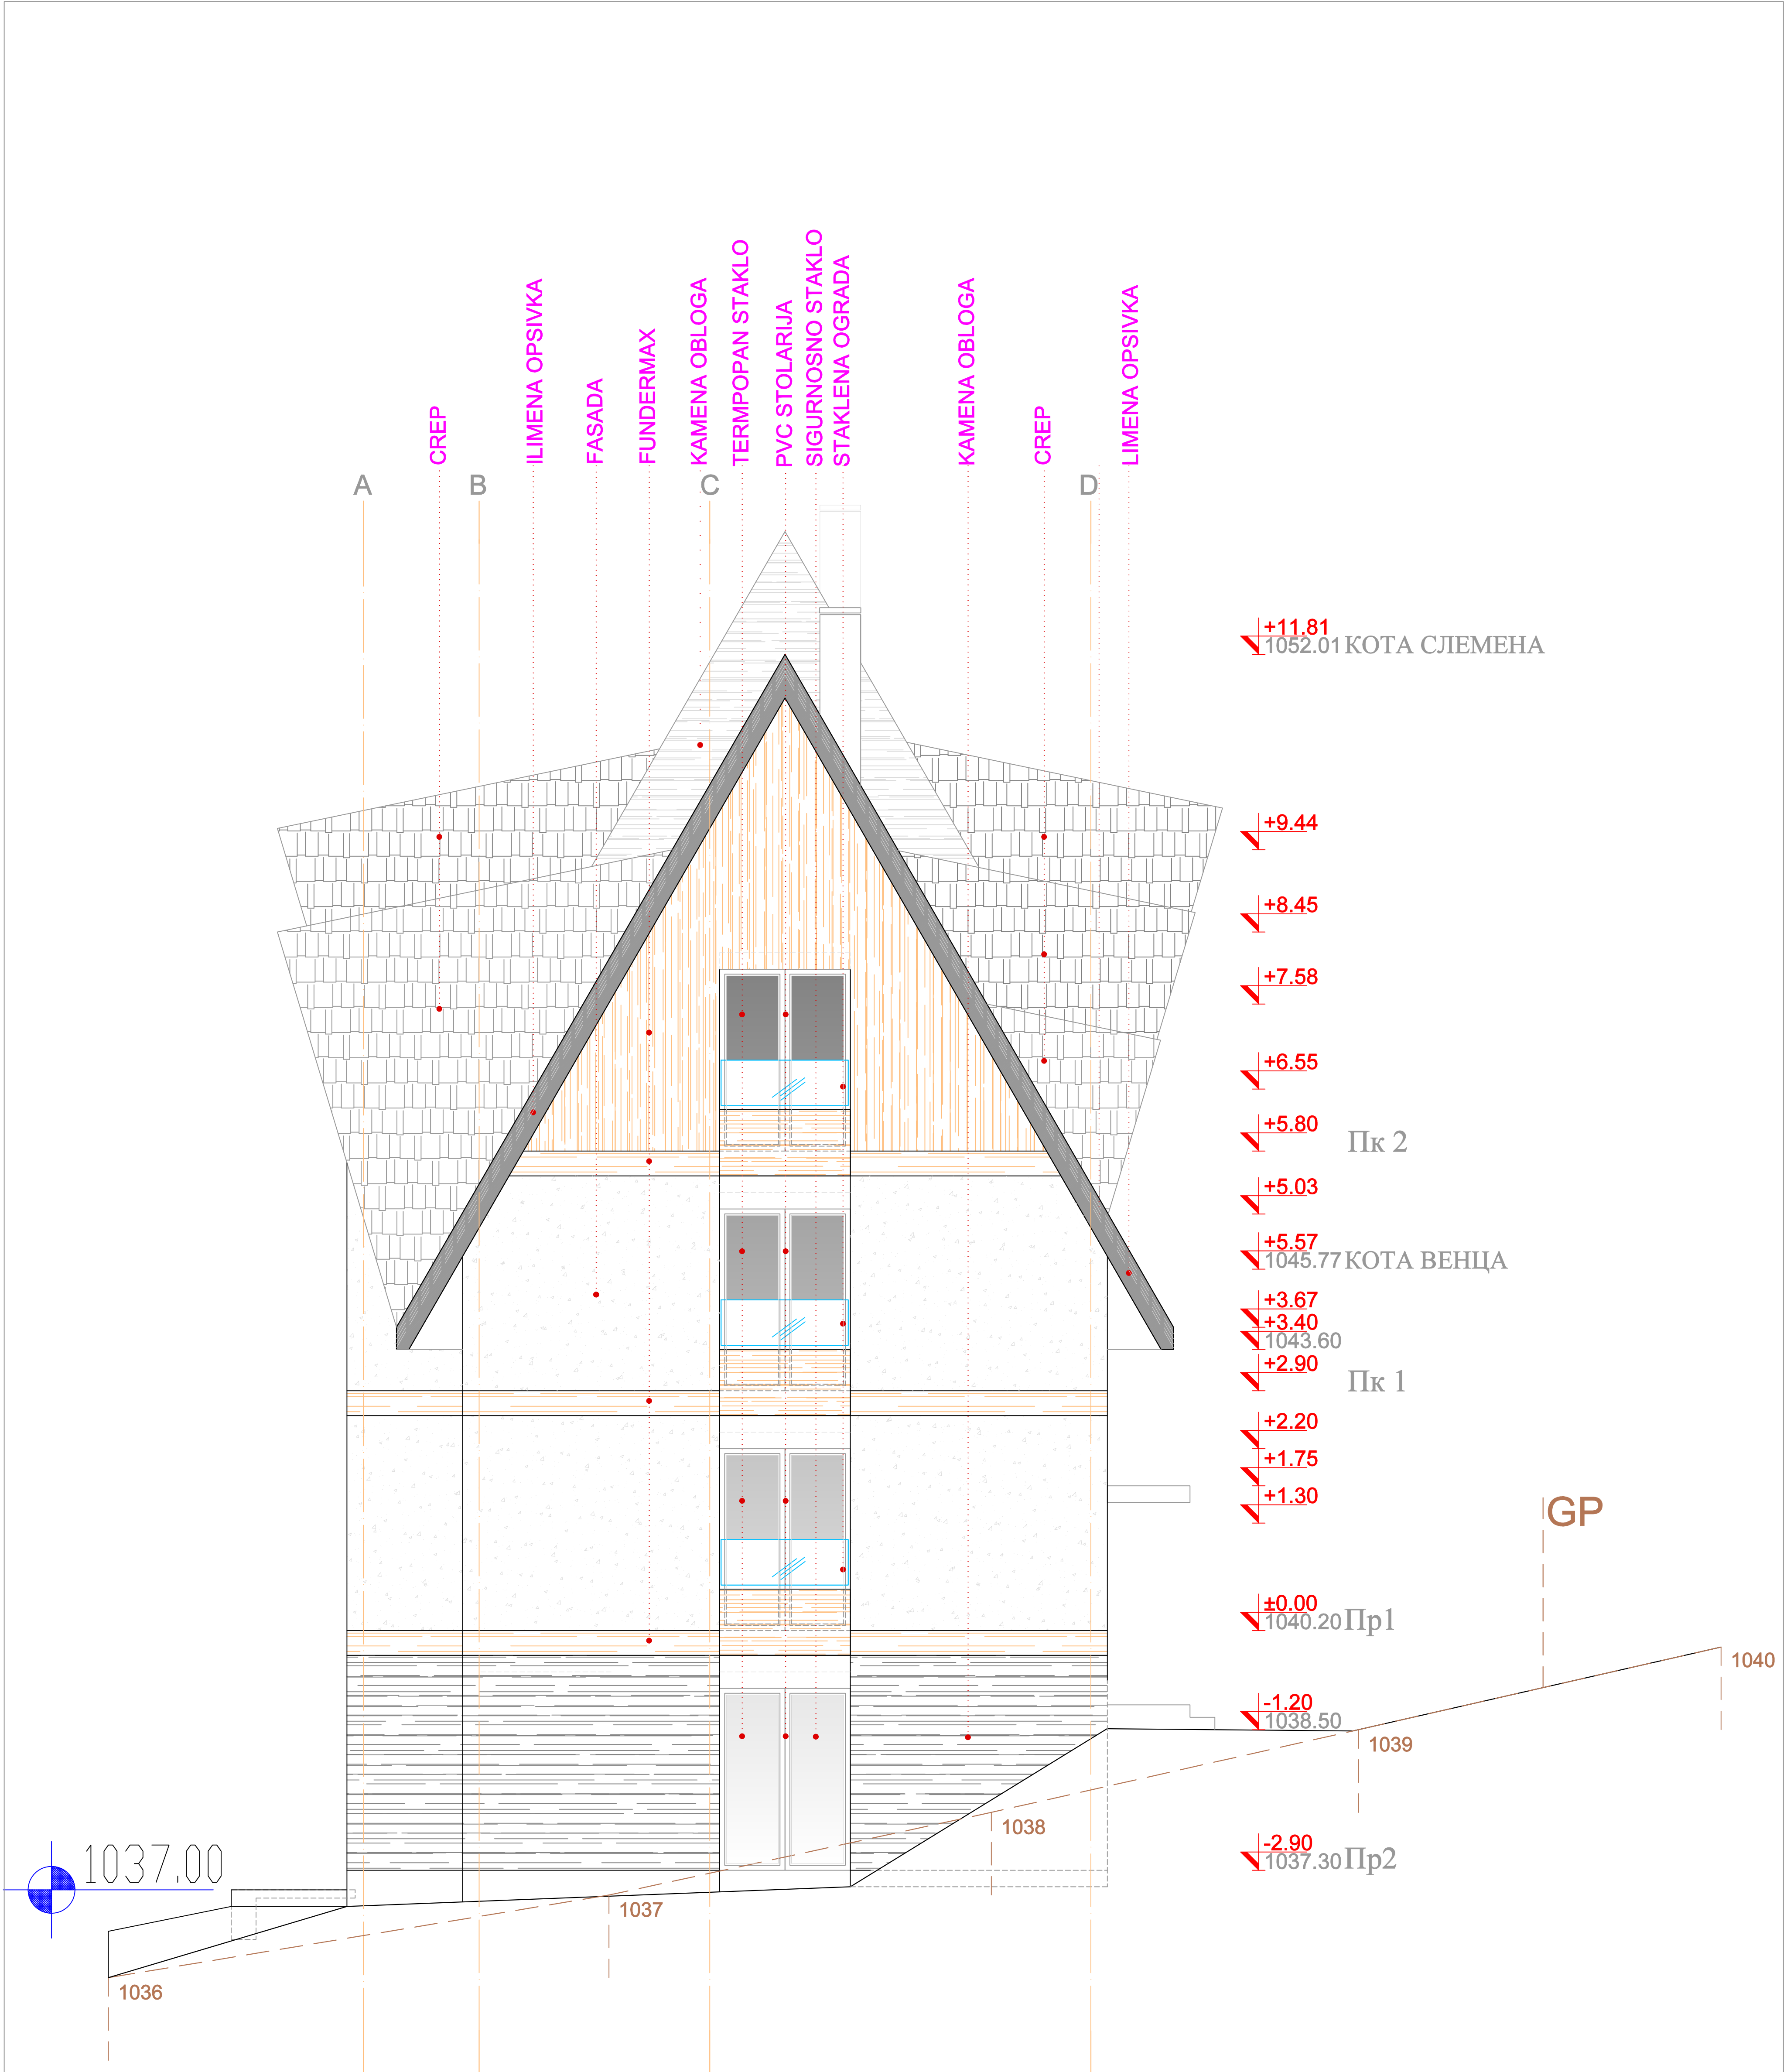 CREP
ILIMENA OPSIVKA
FASADA
FUNDERMAX
KAMENA OBLOGA
TERMPOPAN STAKLO
PVC STOLARIJA
SIGURNOSNO STAKLO
STAKLENA OGRADA
KAMENA OBLOGA
CREP
LIMENA OPSIVKA
A
B
C
D
+11.81
1052.01 КОТА СЛЕМЕНА
+9.44
+8.45
+7.58
+6.55
+5.80
Пк 2
+5.03
+5.57
1045.77 КОТА ВЕНЦА
+3.67
+3.40
1043.60
+2.90
Пк 1
+2.20
+1.75
+1.30
GP
±0.00
1040.20 Пр1
1040
-1.20
1038.50
1039
1038
-2.90
1037.30 Пр2
1037.00
1037
1036